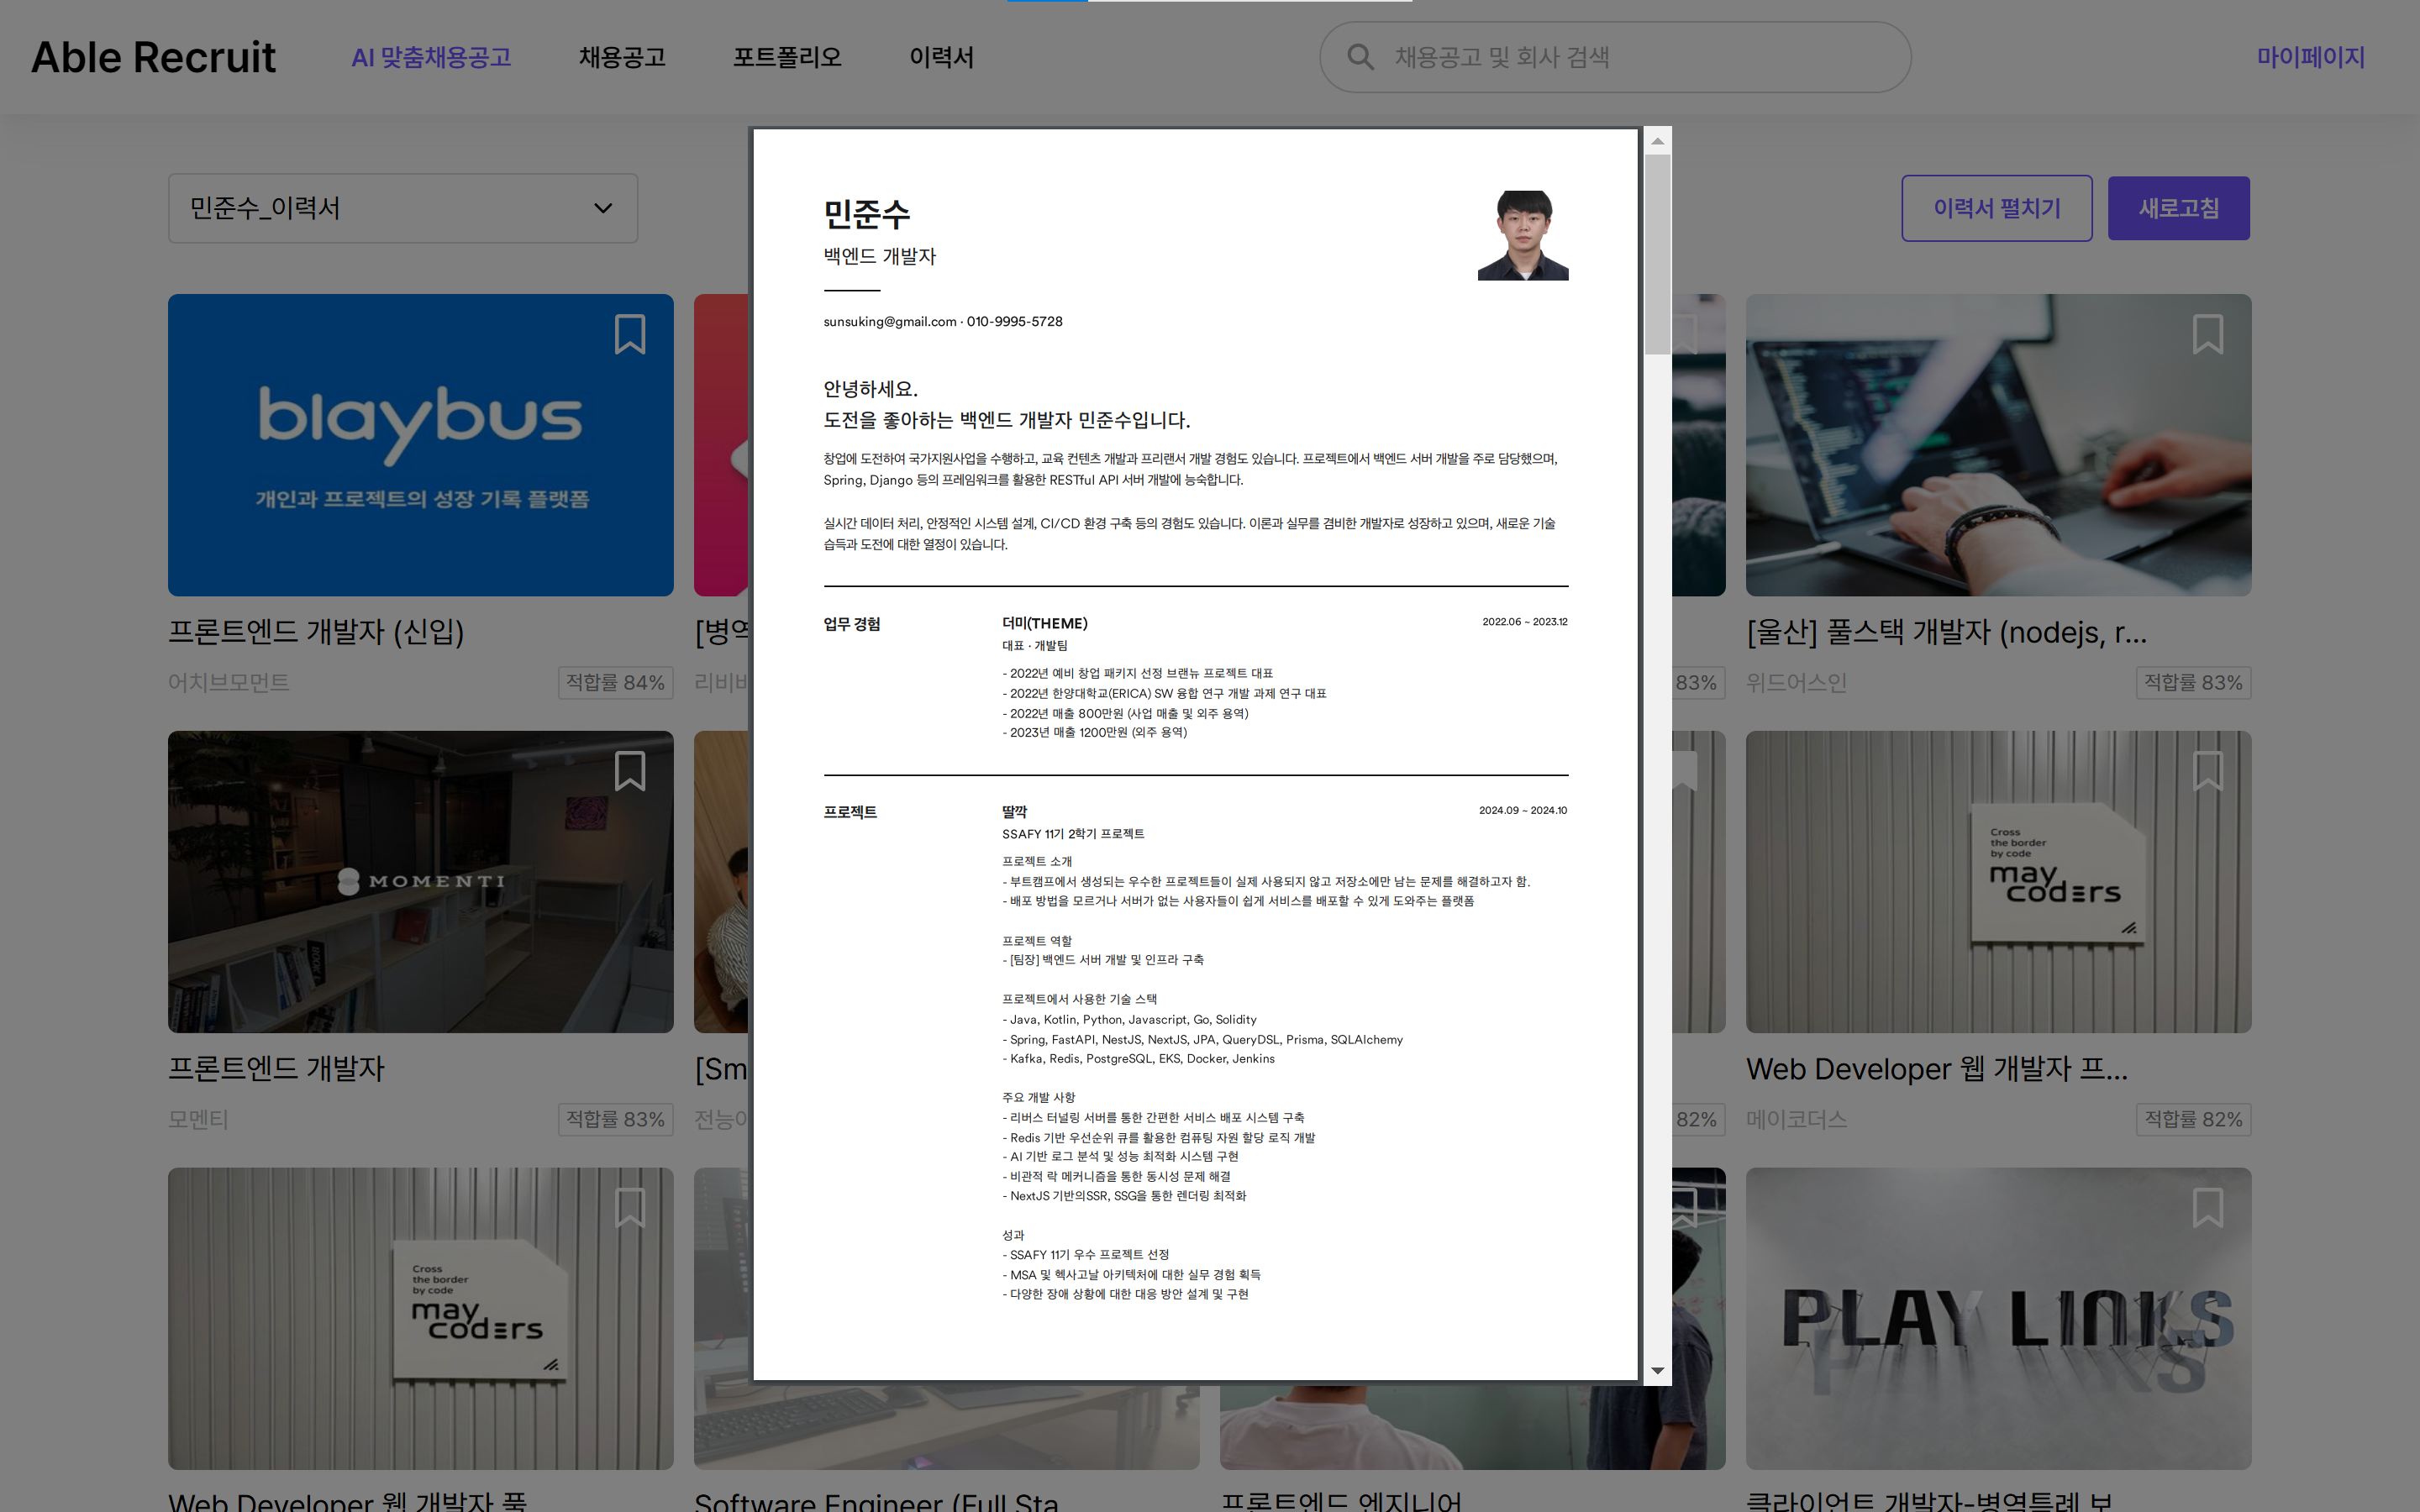 Able Recruit
AI 맞춤채용공고
채용공고
포트폴리오
이력서
채용공고 및 회사 검색
마이페이지
민준수_이력서
이력서 펼치기
새로고침
민준수
백엔드 개발자
sunsuking@gmail.com · 010-9995-5728
안녕하세요.
도전을 좋아하는 백엔드 개발자 민준수입니다.
창업에 도전하여 국가지원사업을 수행하고, 교육 컨텐츠 개발과 프리랜서 개발 경험도 있습니다. 프로젝트에서 백엔드 서버 개발을 주로 담당했으며,
Spring, Django 등의 프레임워크를 활용한 RESTful API 서버 개발에 능숙합니다.
실시간 데이터 처리, 안정적인 시스템 설계, CI/CD 환경 구축 등의 경험도 있습니다. 이론과 실무를 겸비한 개발자로 성장하고 있으며, 새로운 기술
습득과 도전에 대한 열정이 있습니다.
업무 경험
더미(THEME)
2022.06 ~ 2023.12
대표 · 개발팀
- 2022년 예비 창업 패키지 선정 브랜뉴 프로젝트 대표
- 2022년 한양대학교(ERICA) SW 융합 연구 개발 과제 연구 대표
- 2022년 매출 800만원 (사업 매출 및 외주 용역)
- 2023년 매출 1200만원 (외주 용역)
프로젝트
딸깍
2024.09 ~ 2024.10
SSAFY 11기 2학기 프로젝트
프로젝트 소개
- 부트캠프에서 생성되는 우수한 프로젝트들이 실제 사용되지 않고 저장소에만 남는 문제를 해결하고자 함.
- 배포 방법을 모르거나 서버가 없는 사용자들이 쉽게 서비스를 배포할 수 있게 도와주는 플랫폼
프로젝트 역할
- [팀장] 백엔드 서버 개발 및 인프라 구축
프로젝트에서 사용한 기술 스택
- Java, Kotlin, Python, Javascript, Go, Solidity
- Spring, FastAPI, NestJS, NextJS, JPA, QueryDSL, Prisma, SQLAlchemy
- Kafka, Redis, PostgreSQL, EKS, Docker, Jenkins
주요 개발 사항
- 리버스 터널링 서버를 통한 간편한 서비스 배포 시스템 구축
- Redis 기반 우선순위 큐를 활용한 컴퓨팅 자원 할당 로직 개발
- AI 기반 로그 분석 및 성능 최적화 시스템 구현
- 비관적 락 메커니즘을 통한 동시성 문제 해결
- NextJS 기반의SSR, SSG을 통한 렌더링 최적화
성과
- SSAFY 11기 우수 프로젝트 선정
- MSA 및 헥사고날 아키텍처에 대한 실무 경험 획득
- 다양한 장애 상황에 대한 대응 방안 설계 및 구현
blaybus
개인과 프로젝트의 성장 기록 플랫폼
프론트엔드 개발자 (신입)
어치브모먼트
적합률 84%
[병역
리비
83%
[울산] 풀스택 개발자 (nodejs, r...
위드어스인
적합률 83%
MOMENTI
프론트엔드 개발자
모멘티
적합률 83%
[Sm
전능
82%
Cross
the border
by code
may
coders
Web Developer 웹 개발자 프...
메이코더스
적합률 82%
Cross
the border
by code
may
coders
Web Developer 웹 개발자 풀
Software Engineer (Full Sta
프론트엔드 엔지니어
PLAY LINKS
클라이언트 개발자-병역특례 보